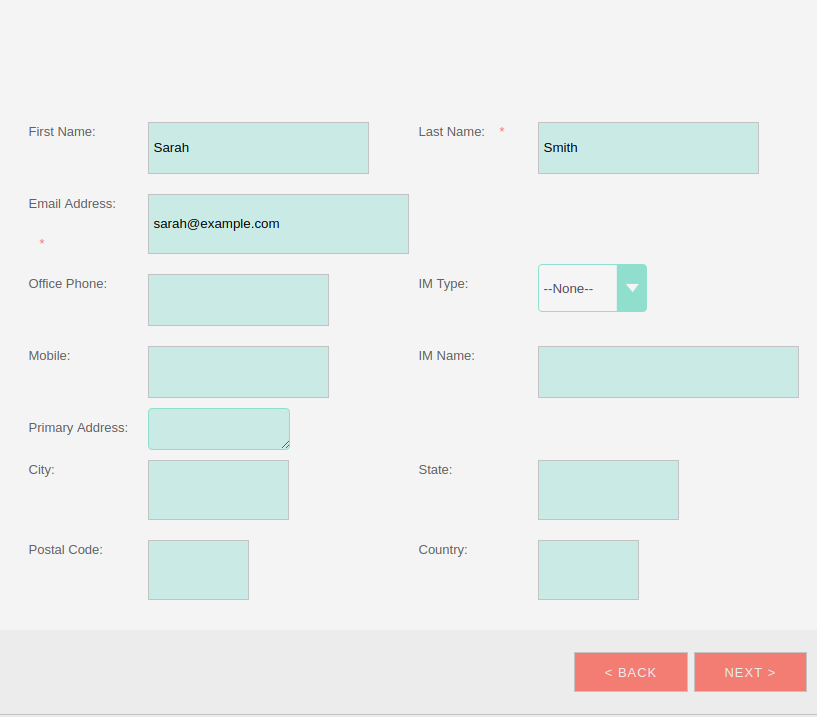 First Name: Sarah Last Name: * Smith
Email Address: sarah@example.com
*
Office Phone: IM Type: --None--
Mobile: IM Name:
Primary Address:
City: State:
Postal Code: Country:
< BACK NEXT >